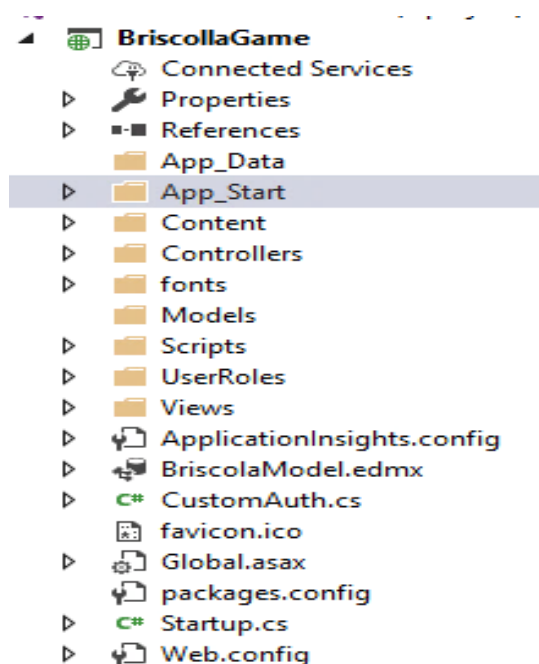 BriscollaGame
Connected Services
Properties
References
App_Data
App_Start
Content
Controllers
fonts
Models
Scripts
UserRoles
Views
ApplicationInsights.config
BriscolaModel.edmx
C# CustomAuth.cs
favicon.ico
Global.asax
packages.config
C# Startup.cs
Web.config